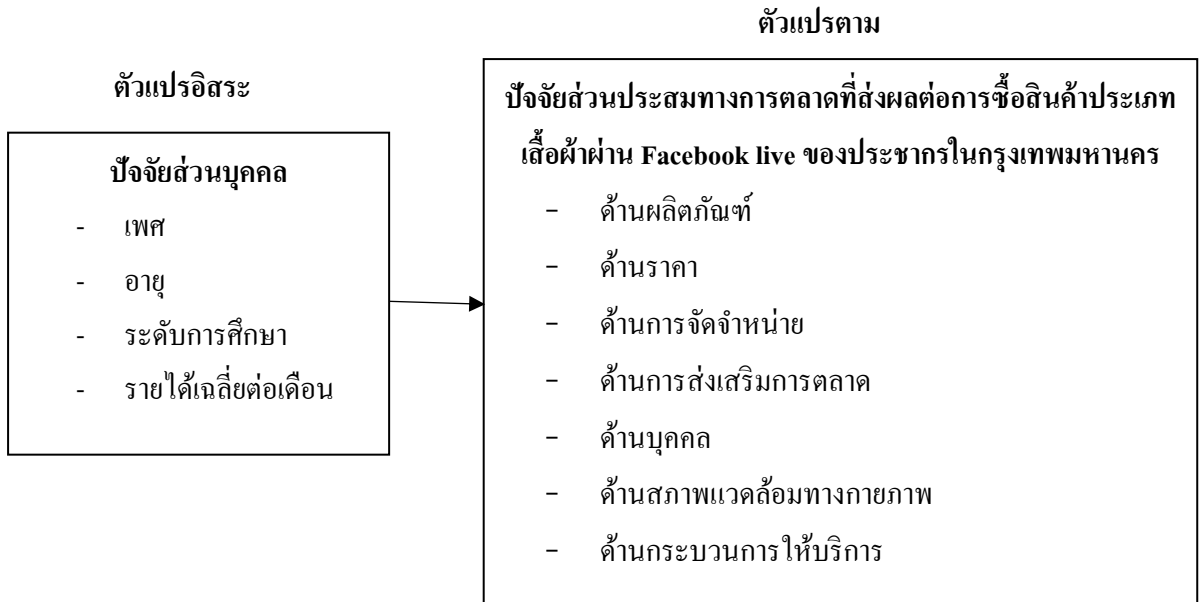 ตัวแปรอิสระ
ปัจจัยส่วนบุคคล
- เพศ
- อายุ
- ระดับการศึกษา
- รายได้เฉลี่ยต่อเดือน
ตัวแปรตาม
ปัจจัยส่วนประสมทางการตลาดที่ส่งผลต่อการซื้อสินค้าประเภท
เสื้อผ้าผ่าน Facebook live ของประชากรในกรุงเทพมหานคร
- ด้านผลิตภัณฑ์
- ด้านราคา
- ด้านการจัดจำหน่าย
- ด้านการส่งเสริมการตลาด
- ด้านบุคคล
- ด้านสภาพแวดล้อมทางกายภาพ
- ด้านกระบวนการให้บริการ